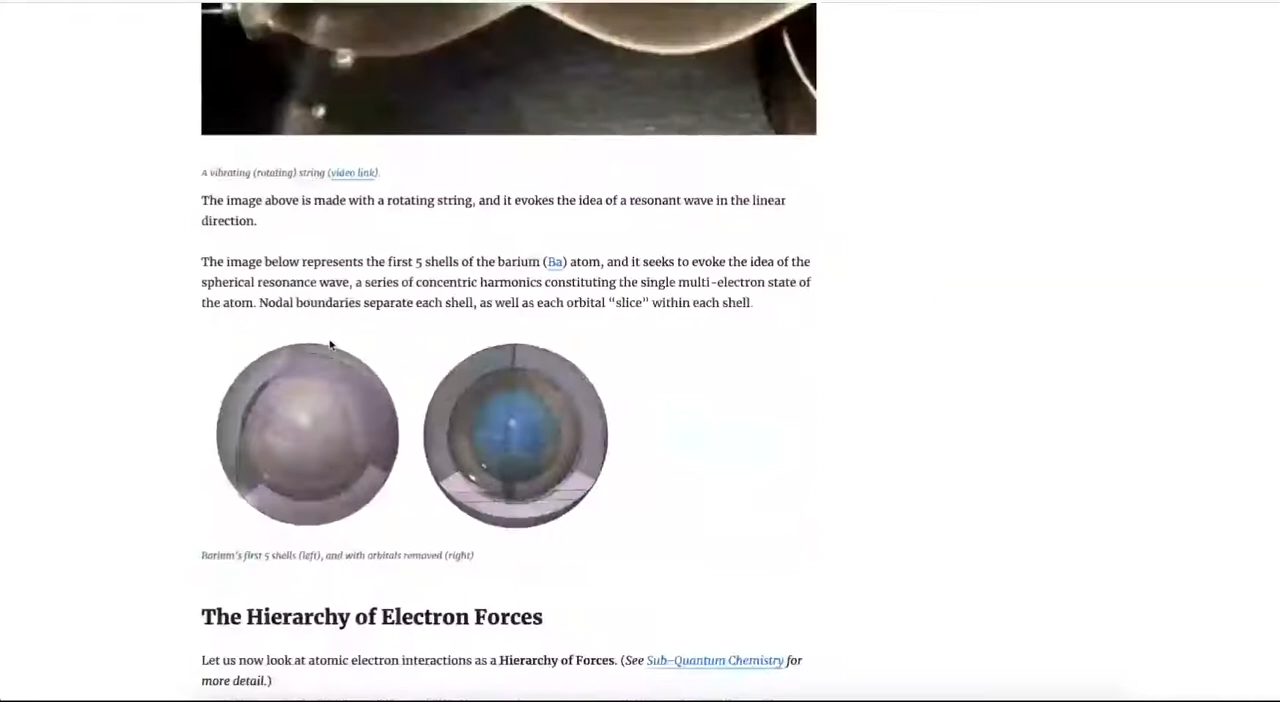 A vibrating (rotating) string (video link).
The image above is made with a rotating string, and it evokes the idea of a resonant wave in the linear
direction.
The image below represents the first 5 shells of the barium (Ba) atom, and it seeks to evoke the idea of the
spherical resonance wave, a series of concentric harmonics constituting the single multi-electron state of
the atom. Nodal boundaries separate each shell, as well as each orbital “slice” within each shell.
Barium's first 5 shells (left), and with orbitals removed (right)
The Hierarchy of Electron Forces
Let us now look at atomic electron interactions as a Hierarchy of Forces. (See Sub-Quantum Chemistry for
more detail.)